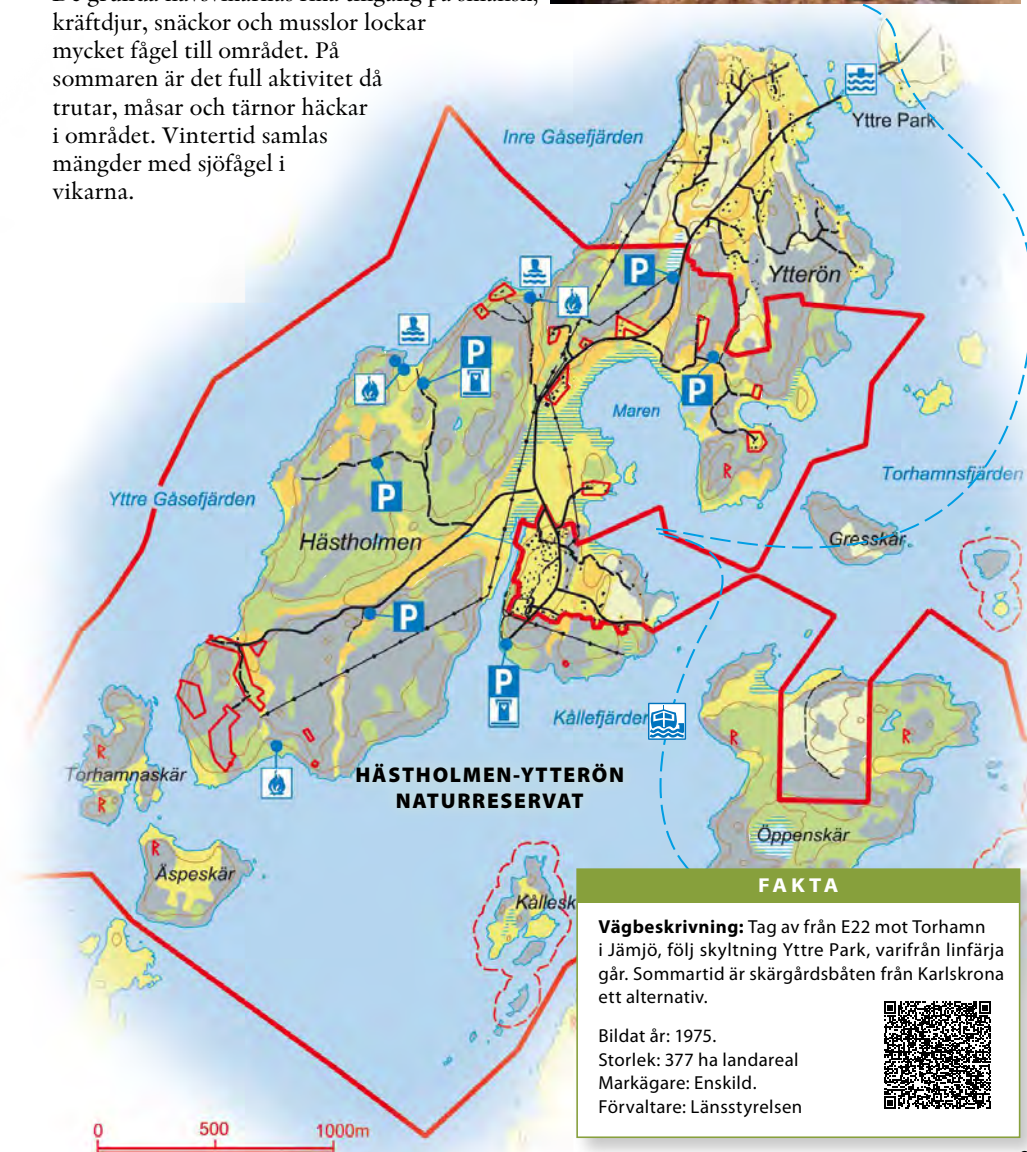 kräftdjur, snäckor och musslor lockar
mycket fågel till området. På
sommaren är det full aktivitet då
trutar, måsar och tärnor häckar
i området. Vintertid samlas
mängder med sjöfågel i
vikarna.
Inre Gåsefjärden
Yttre Park
Ytterön
P
P
P
Maren
Torhamnsfjärden
Yttre Gåsefjärden
P
Hästholmen
Gresskär
P
P
Kållefjärden
R
R
R
R
R
R
Torhamnaskär
HÄSTHOLMEN-YTTERÖN
NATURRESERVAT
Öppenskär
Äspeskär
Kållesk
FAKTA
Vägbeskrivning: Tag av från E22 mot Torhamn
i Jämjö, följ skyltning Yttre Park, varifrån linfärja
går. Sommartid är skärgårdsbåten från Karlskrona
ett alternativ.
Bildat år: 1975.
Storlek: 377 ha landareal
Markägare: Enskild.
Förvaltare: Länsstyrelsen
0 500 1000m